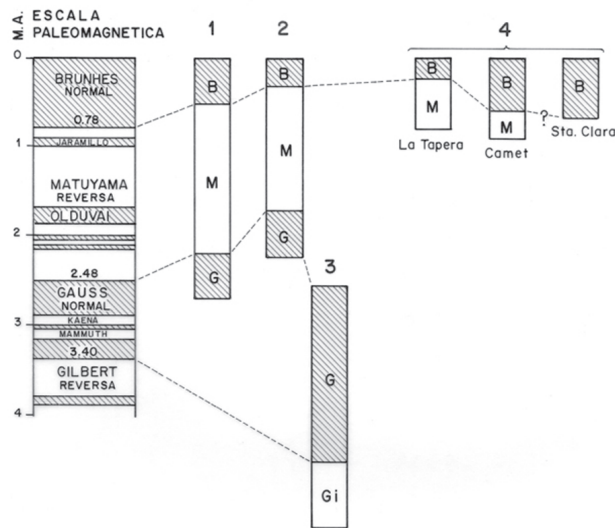 M.A.
ESCALA
PALEOMAGNETICA
0
1
2
3
4
BRUNHES
NORMAL
0.78
JARAMILLO
MATUYAMA
REVERSA
OLDUVAI
2.48
GAUSS
NORMAL
KAENA
MAMMUTH
3.40
GILBERT
REVERSA
1
B
M
G
2
B
M
G
3
G
Gi
4
B
M
La Tapera
B
M
Camet
?
B
Sta. Clara